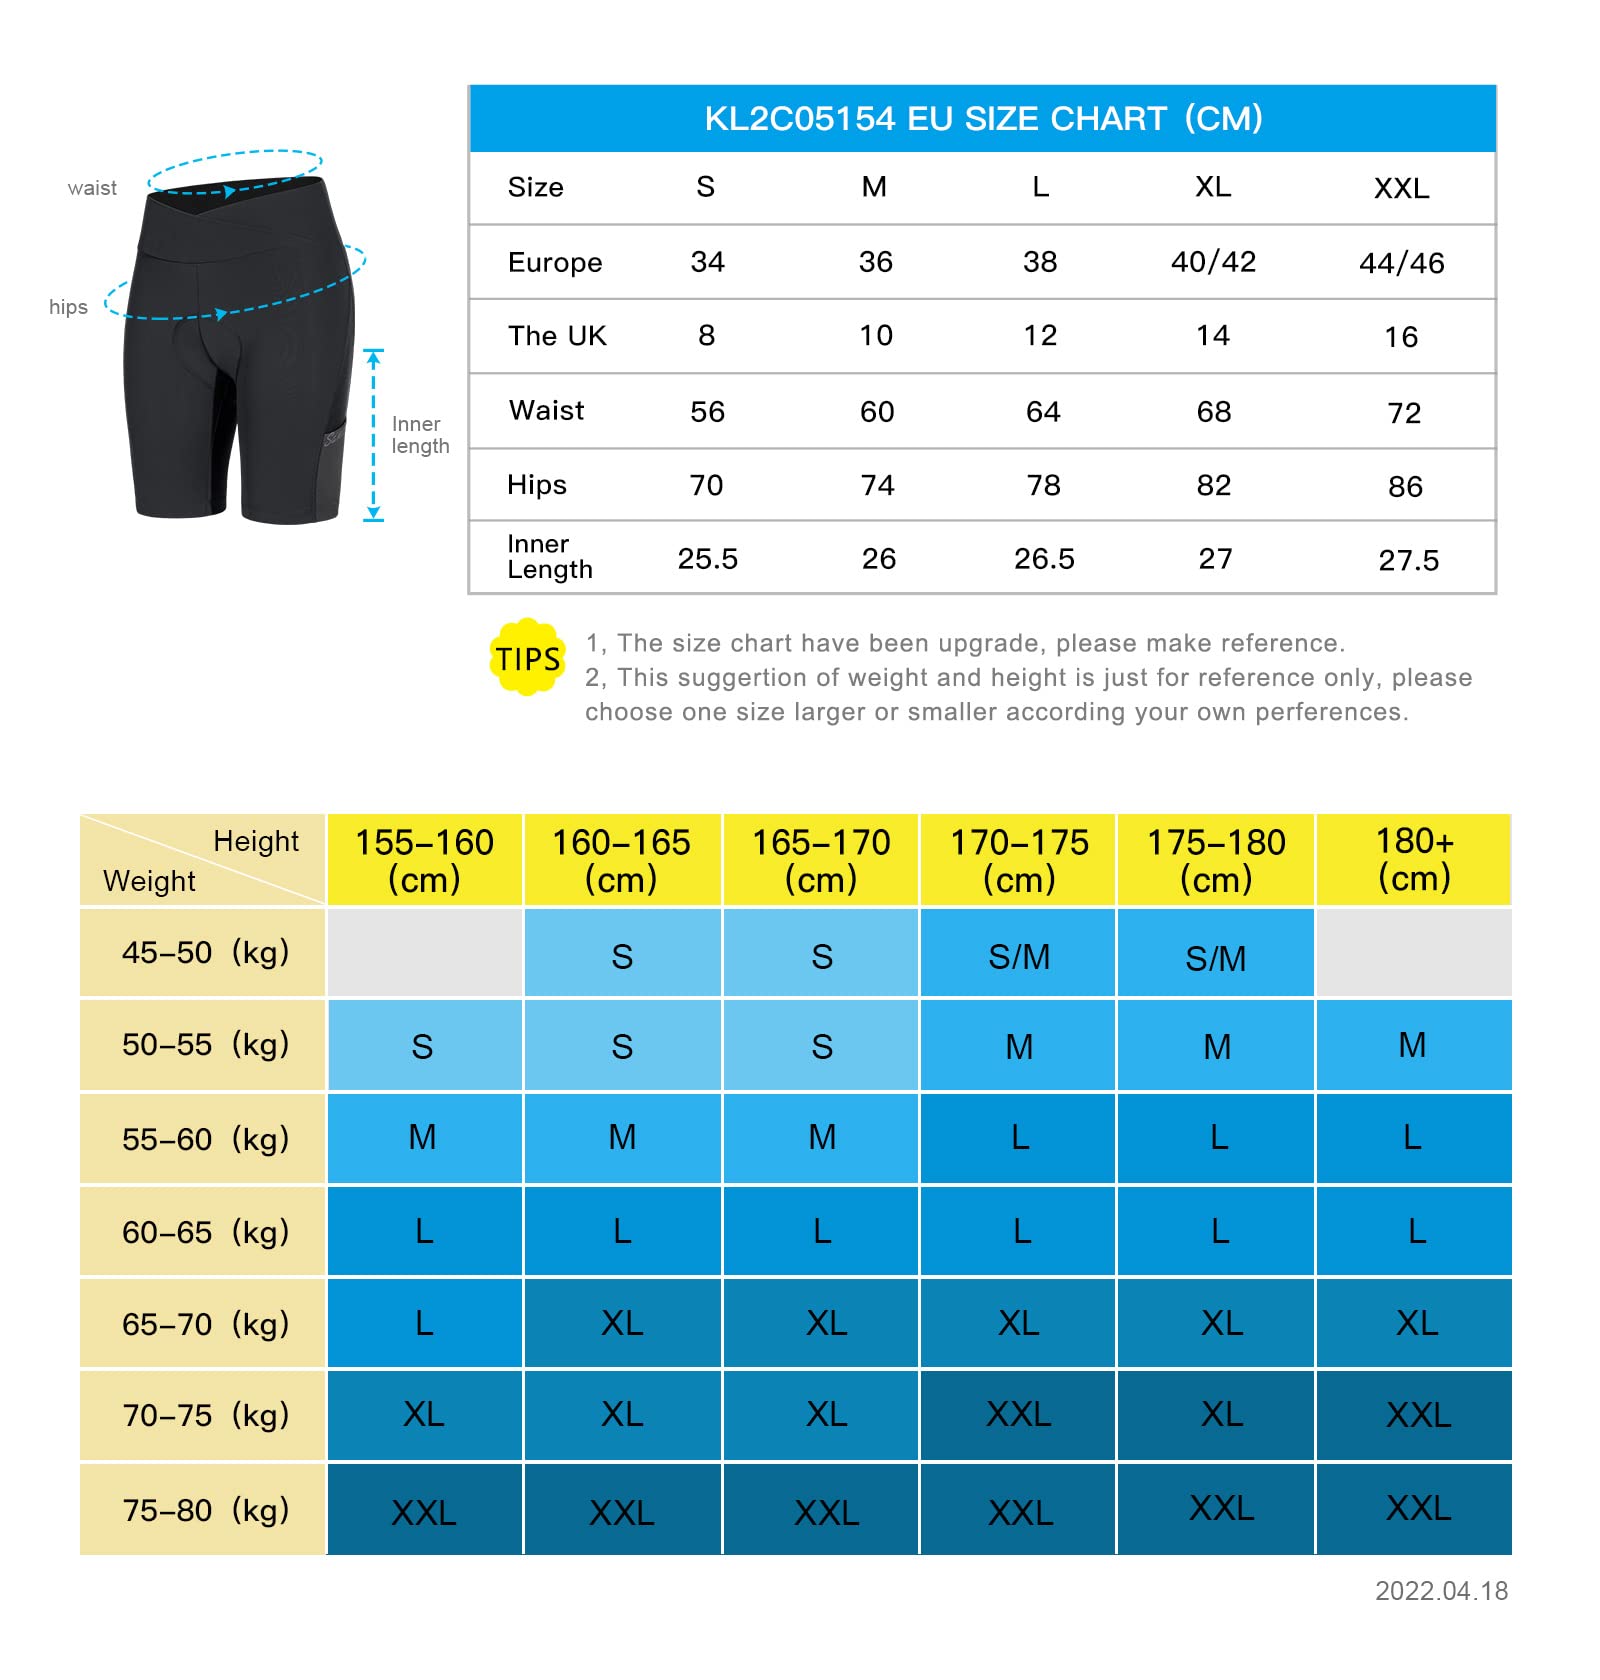 KL2C05154 EU SIZE CHART (CM)
Size S M L XL XXL
Europe 34 36 38 40/42 44/46
The UK 8 10 12 14 16
Waist 56 60 64 68 72
Hips 70 74 78 82 86
Inner
Length 25.5 26 26.5 27 27.5
waist
hips
Inner
length
TIPS
1, The size chart have been upgrade, please make reference.
2, This suggertion of weight and height is just for reference only, please
choose one size larger or smaller according your own perferences.
Height
Weight
155–160
(cm)
160–165
(cm)
165–170
(cm)
170–175
(cm)
175–180
(cm)
180+
(cm)
45–50 (kg) S S S/M S/M
50–55 (kg) S S S M M M
55–60 (kg) M M M L L L
60–65 (kg) L L L L L L
65–70 (kg) L XL XL XL XL XL
70–75 (kg) XL XL XL XXL XL XXL
75–80 (kg) XXL XXL XXL XXL XXL XXL
2022.04.18